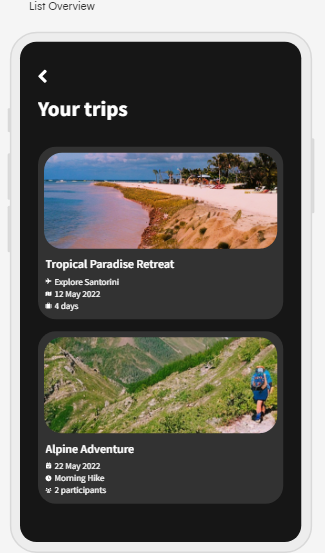 List Overview
Your trips
Tropical Paradise Retreat
Explore Santorini
12 May 2022
4 days
Alpine Adventure
22 May 2022
Morning Hike
2 participants